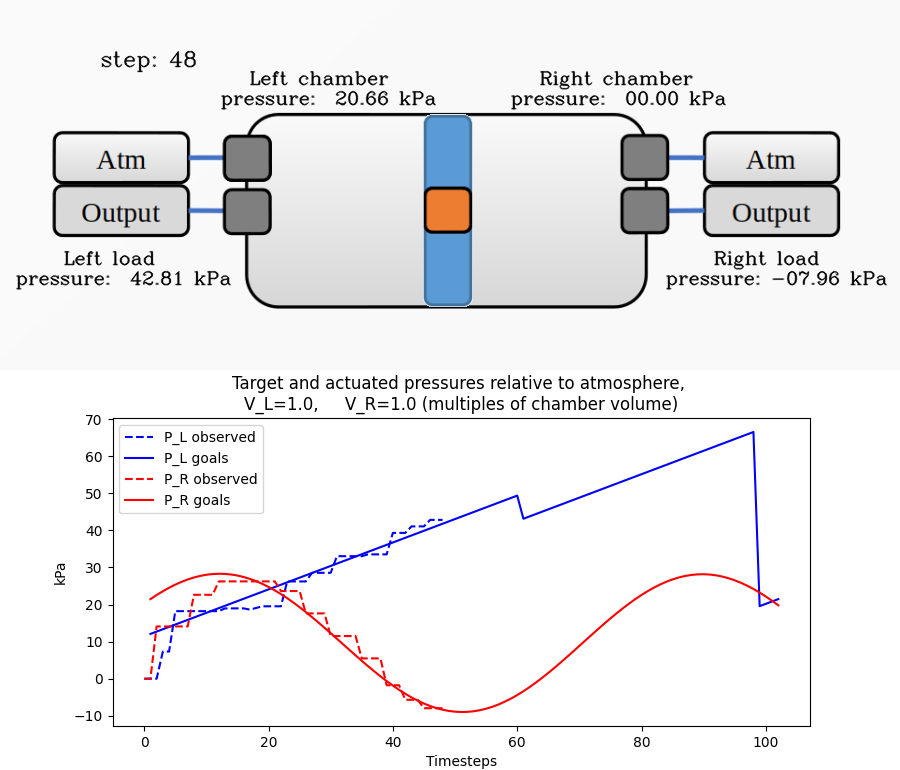 step: 48
Left chamber
pressure:  20.66 kPa
Right chamber
pressure:  00.00 kPa
Atm
Output
Atm
Output
Left load
pressure:  42.81 kPa
Right load
pressure: −07.96 kPa
Target and actuated pressures relative to atmosphere,
V_L=1.0,     V_R=1.0 (multiples of chamber volume)
P_L observed
P_L goals
P_R observed
P_R goals
70
60
50
40
30
20
10
0
−10
kPa
0 20 40 60 80 100
Timesteps